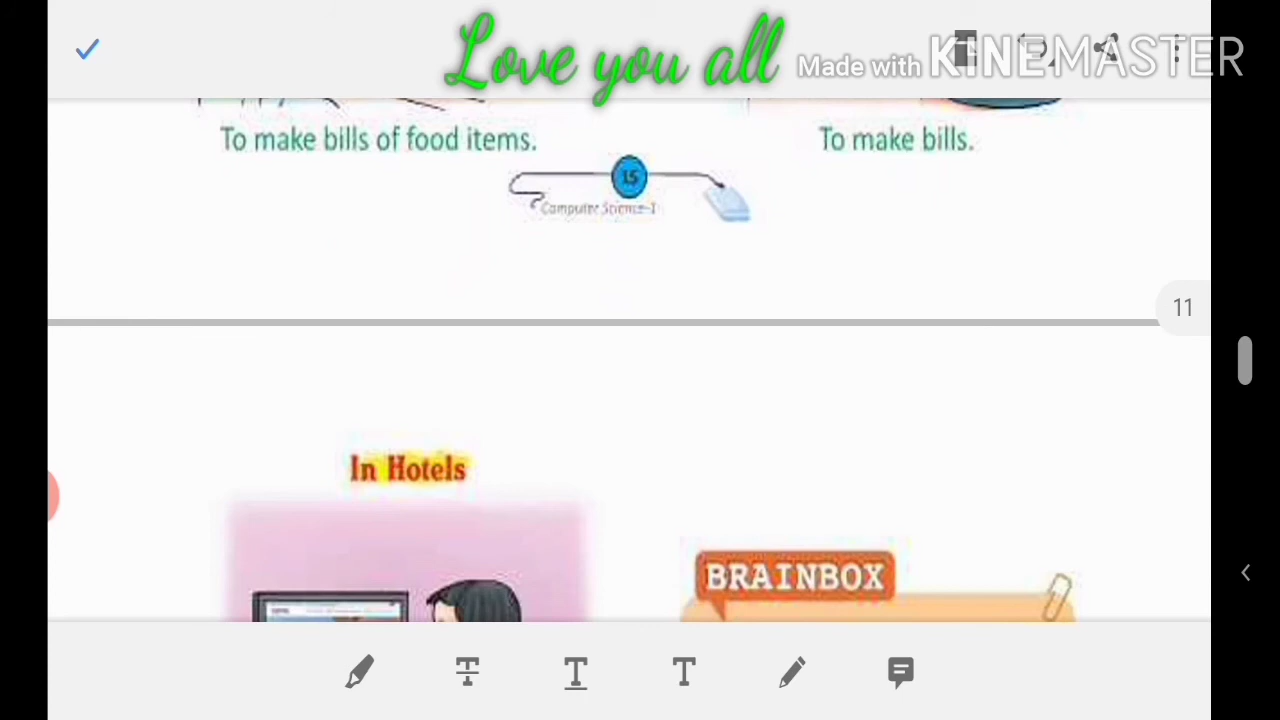 Love you all
Made with KINEMASTER
To make bills of food items.
To make bills.
15
Computer Science-1
11
In Hotels
BRAINBOX